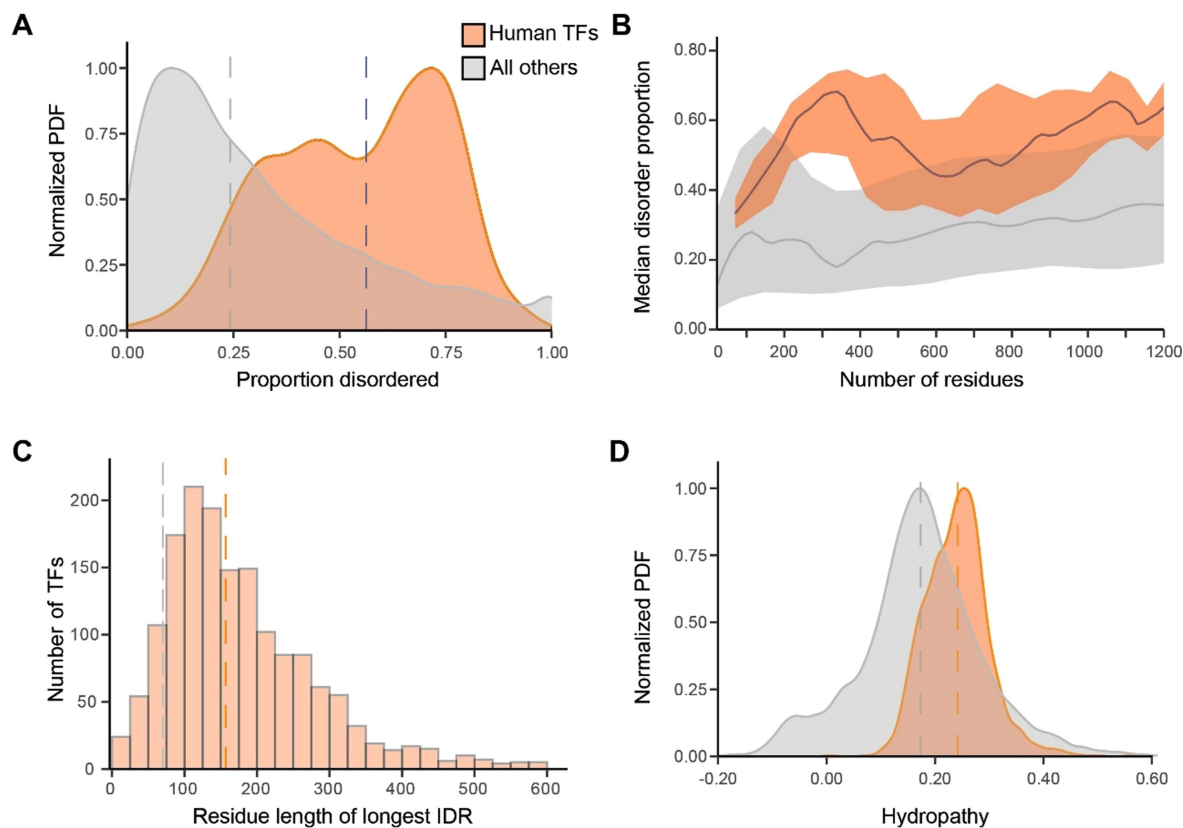 A
Human TFs
All others
Normalized PDF
1.00
0.75
0.50
0.25
0.00
0.00 0.25 0.50 0.75 1.00
Proportion disordered
B
Median disorder proportion
0.80
0.60
0.40
0.20
0.00
0 200 400 600 800 1000 1200
Number of residues
C
Number of TFs
200
150
100
50
0
0 100 200 300 400 500 600
Residue length of longest IDR
D
Normalized PDF
1.00
0.75
0.50
0.25
0.00
-0.20 0.00 0.20 0.40 0.60
Hydropathy